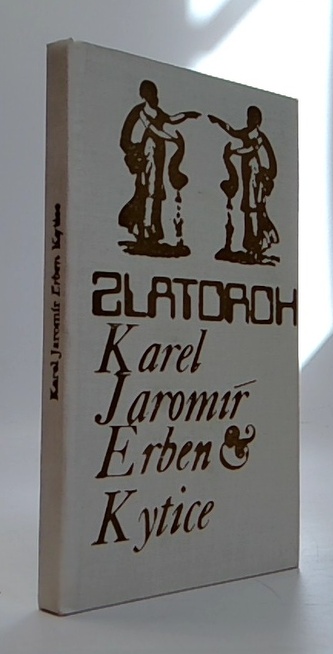 Karel Jaromír Erben Kytice
ZLATOROH
Karel
Jaromír
Erben &
Kytice